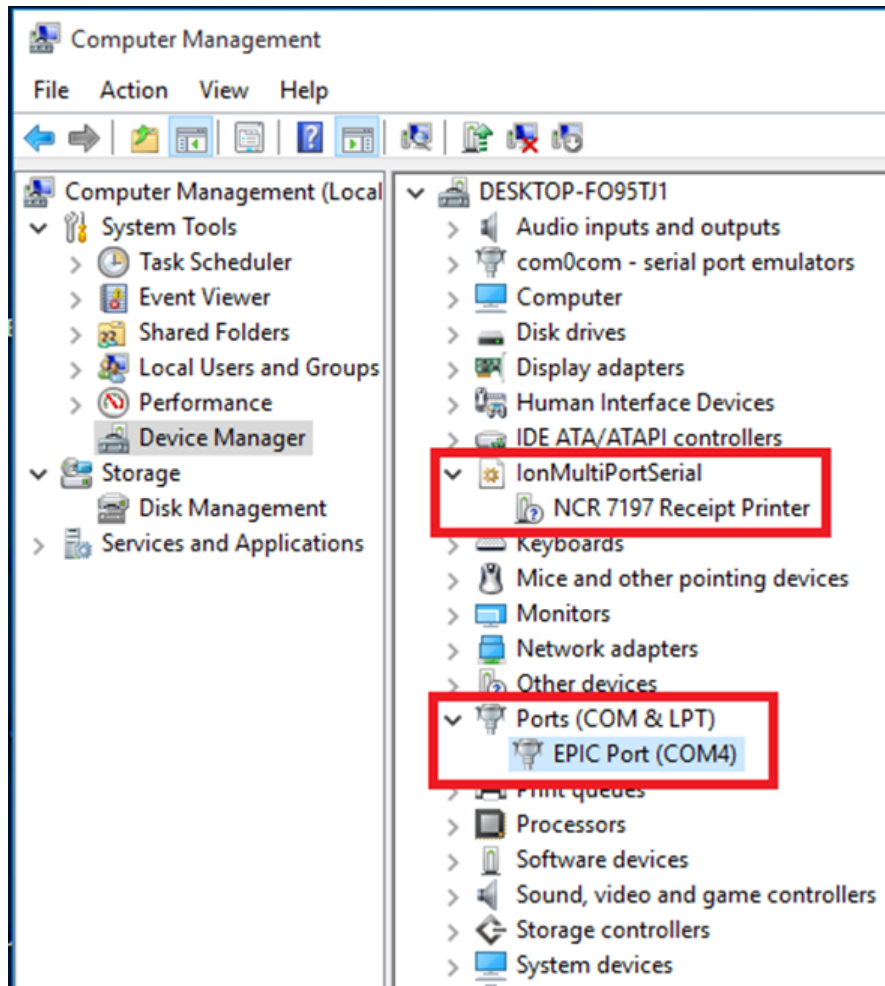 Computer Management
File Action View Help
Computer Management (Local
System Tools
Task Scheduler
Event Viewer
Shared Folders
Local Users and Groups
Performance
Device Manager
Storage
Disk Management
Services and Applications
DESKTOP-FO95TJ1
Audio inputs and outputs
com0com - serial port emulators
Computer
Disk drives
Display adapters
Human Interface Devices
IDE ATA/ATAPI controllers
IonMultiPortSerial
NCR 7197 Receipt Printer
Keyboards
Mice and other pointing devices
Monitors
Network adapters
Other devices
Ports (COM & LPT)
EPIC Port (COM4)
Print queues
Processors
Software devices
Sound, video and game controllers
Storage controllers
System devices